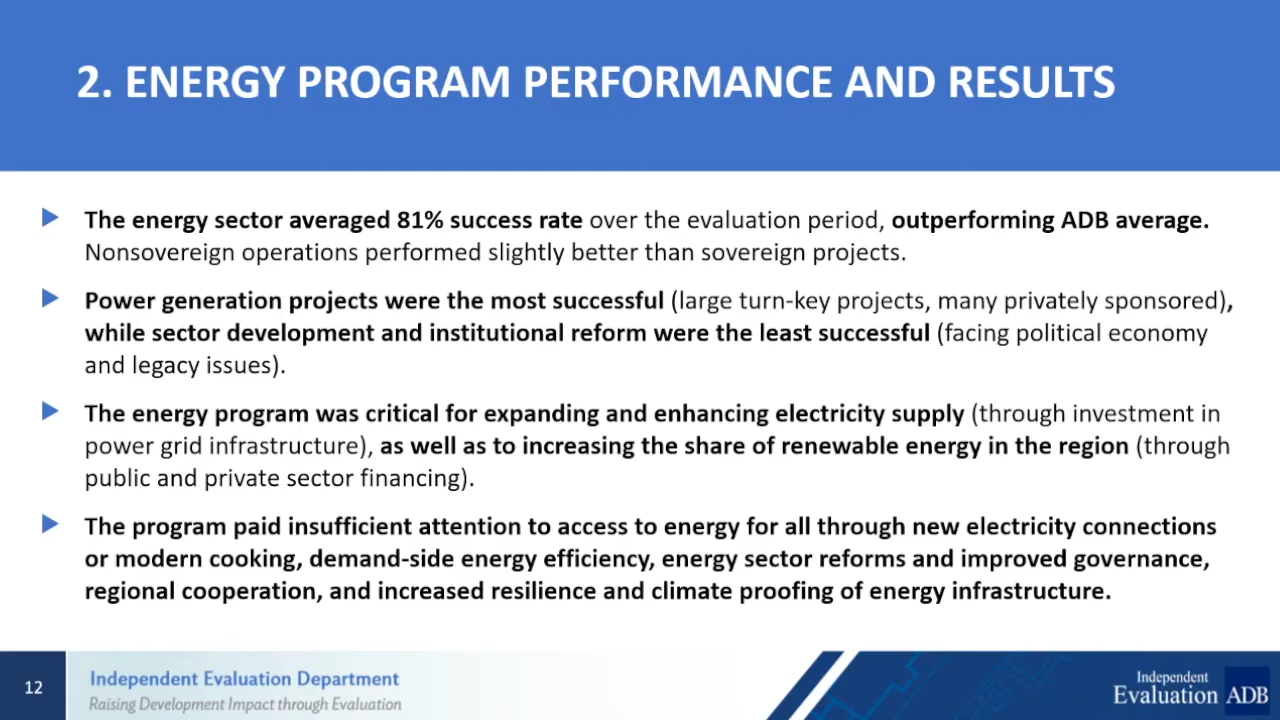 2. ENERGY PROGRAM PERFORMANCE AND RESULTS
The energy sector averaged 81% success rate over the evaluation period, outperforming ADB average.
Nonsovereign operations performed slightly better than sovereign projects.
Power generation projects were the most successful (large turn-key projects, many privately sponsored),
while sector development and institutional reform were the least successful (facing political economy
and legacy issues).
The energy program was critical for expanding and enhancing electricity supply (through investment in
power grid infrastructure), as well as to increasing the share of renewable energy in the region (through
public and private sector financing).
The program paid insufficient attention to access to energy for all through new electricity connections
or modern cooking, demand-side energy efficiency, energy sector reforms and improved governance,
regional cooperation, and increased resilience and climate proofing of energy infrastructure.
12
Independent Evaluation Department
Raising Development Impact through Evaluation
Independent
Evaluation ADB